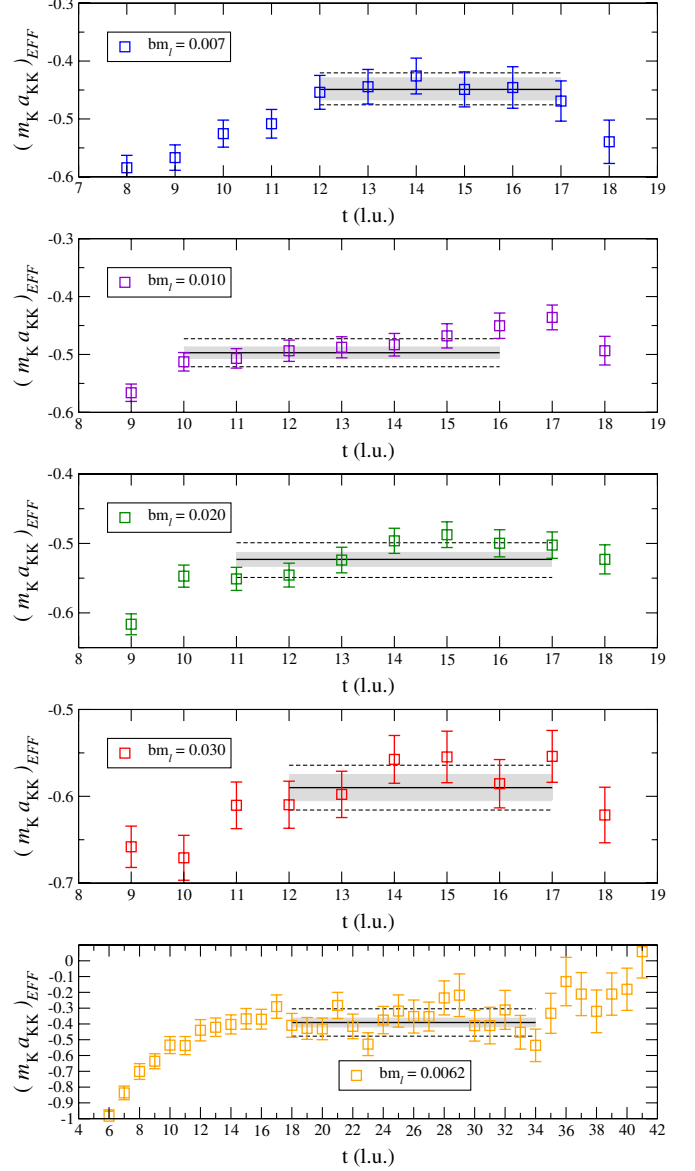 -0.3
-0.4
-0.5
-0.6
( m_K a_KK )_EFF
bm_l = 0.007
7 8 9 10 11 12 13 14 15 16 17 18 19
t (l.u.)
-0.3
-0.4
-0.5
-0.6
( m_K a_KK )_EFF
bm_l = 0.010
8 9 10 11 12 13 14 15 16 17 18 19
t (l.u.)
-0.4
-0.5
-0.6
( m_K a_KK )_EFF
bm_l = 0.020
8 9 10 11 12 13 14 15 16 17 18 19
t (l.u.)
-0.5
-0.6
-0.7
( m_K a_KK )_EFF
bm_l = 0.030
8 9 10 11 12 13 14 15 16 17 18 19
t (l.u.)
0
-0.1
-0.2
-0.3
-0.4
-0.5
-0.6
-0.7
-0.8
-0.9
-1
( m_K a_KK )_EFF
bm_l = 0.0062
4 6 8 10 12 14 16 18 20 22 24 26 28 30 32 34 36 38 40 42
t (l.u.)